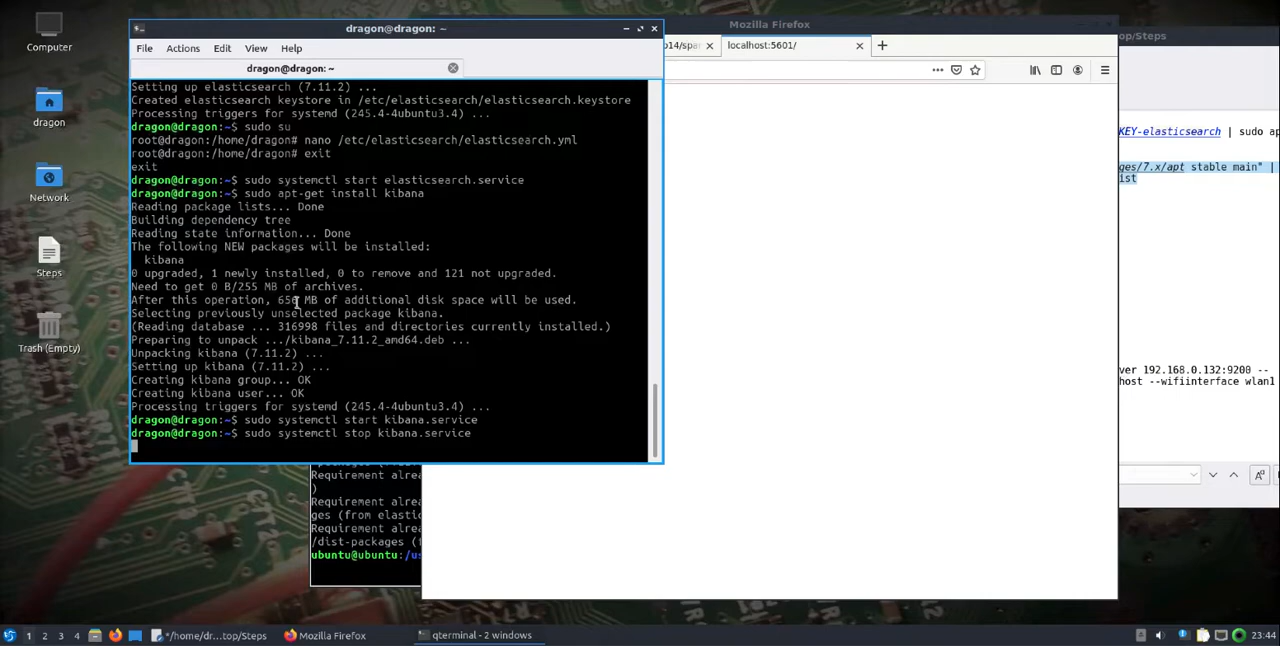 Computer
dragon
Network
Steps
Trash (Empty)
dragon@dragon: ~
File Actions Edit View Help
dragon@dragon: ~
Setting up elasticsearch (7.11.2) ...
Created elasticsearch keystore in /etc/elasticsearch/elasticsearch.keystore
Processing triggers for systemd (245.4-4ubuntu3.4) ...
dragon@dragon:~$ sudo su
root@dragon:/home/dragon# nano /etc/elasticsearch/elasticsearch.yml
root@dragon:/home/dragon# exit
exit
dragon@dragon:~$ sudo systemctl start elasticsearch.service
dragon@dragon:~$ sudo apt-get install kibana
Reading package lists... Done
Building dependency tree
Reading state information... Done
The following NEW packages will be installed:
kibana
0 upgraded, 1 newly installed, 0 to remove and 121 not upgraded.
Need to get 0 B/255 MB of archives.
After this operation, 656 MB of additional disk space will be used.
Selecting previously unselected package kibana.
(Reading database ... 316998 files and directories currently installed.)
Preparing to unpack .../kibana_7.11.2_amd64.deb ...
Unpacking kibana (7.11.2) ...
Setting up kibana (7.11.2) ...
Creating kibana group... OK
Creating kibana user... OK
Processing triggers for systemd (245.4-4ubuntu3.4) ...
dragon@dragon:~$ sudo systemctl start kibana.service
dragon@dragon:~$ sudo systemctl stop kibana.service
Requirement alrea
)
Requirement alrea
ges (from elastic
Requirement alrea
/dist-packages (f
ubuntu@ubuntu:/us
Mozilla Firefox
localhost:5601/
op/Steps
KEY-elasticsearch | sudo ap
ges/7.x/apt stable main" |
ist
ver 192.168.0.132:9200 --
host --wifiinterface wlan1
1 2 3 4 */home/dr...top/Steps Mozilla Firefox qterminal - 2 windows 23:44